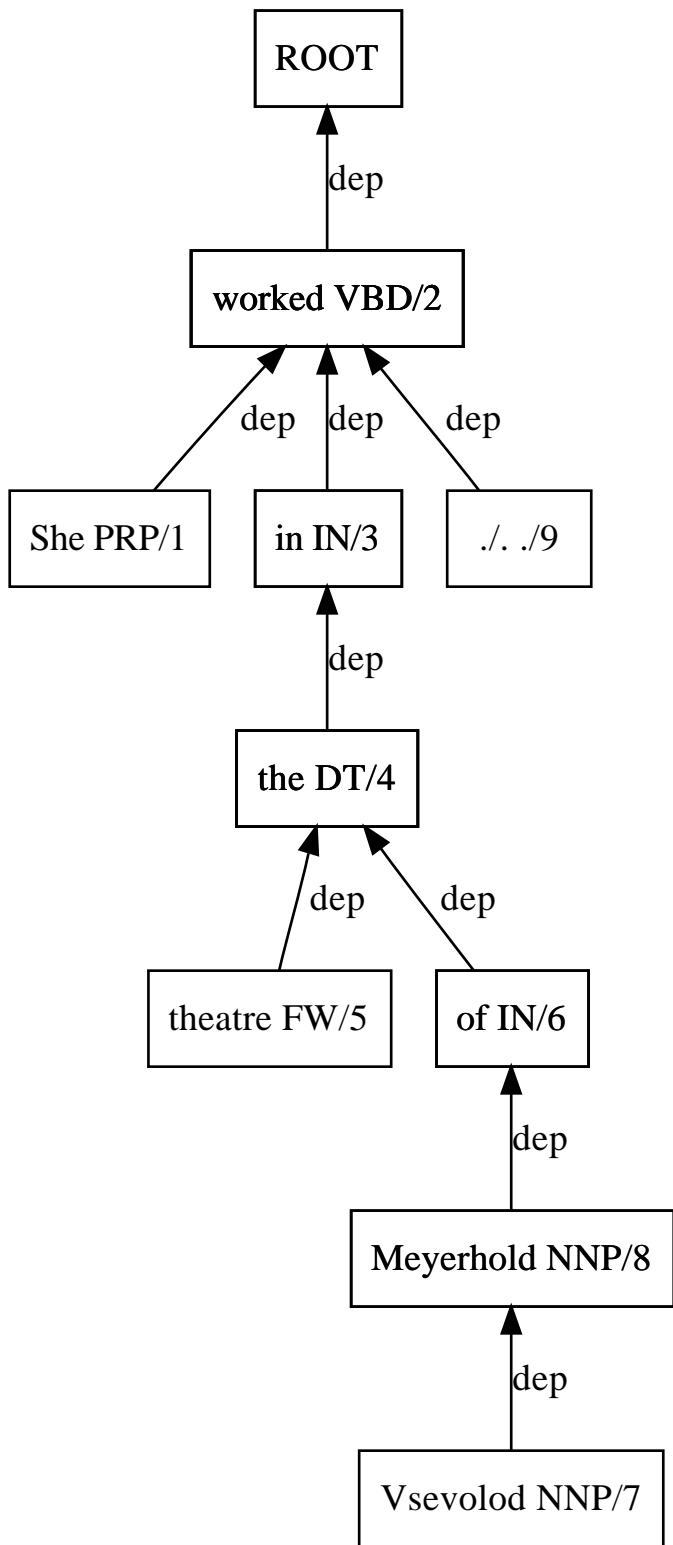 ROOT
dep
worked VBD/2
dep dep dep
She PRP/1 in IN/3 ./. ./9
dep
the DT/4
dep dep
theatre FW/5 of IN/6
dep
Meyerhold NNP/8
dep
Vsevolod NNP/7